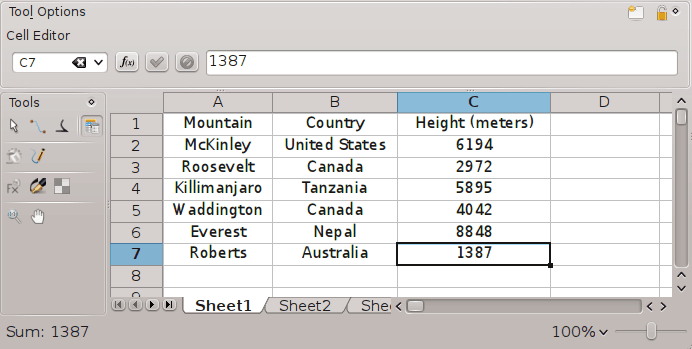 Tool Options
Cell Editor
C7 f(x) 1387
Tools
A B C D
1 Mountain Country Height (meters)
2 McKinley United States 6194
3 Roosevelt Canada 2972
4 Killimanjaro Tanzania 5895
5 Waddington Canada 4042
6 Everest Nepal 8848
7 Roberts Australia 1387
8
9
Sheet1 Sheet2 She
Sum: 1387 100%